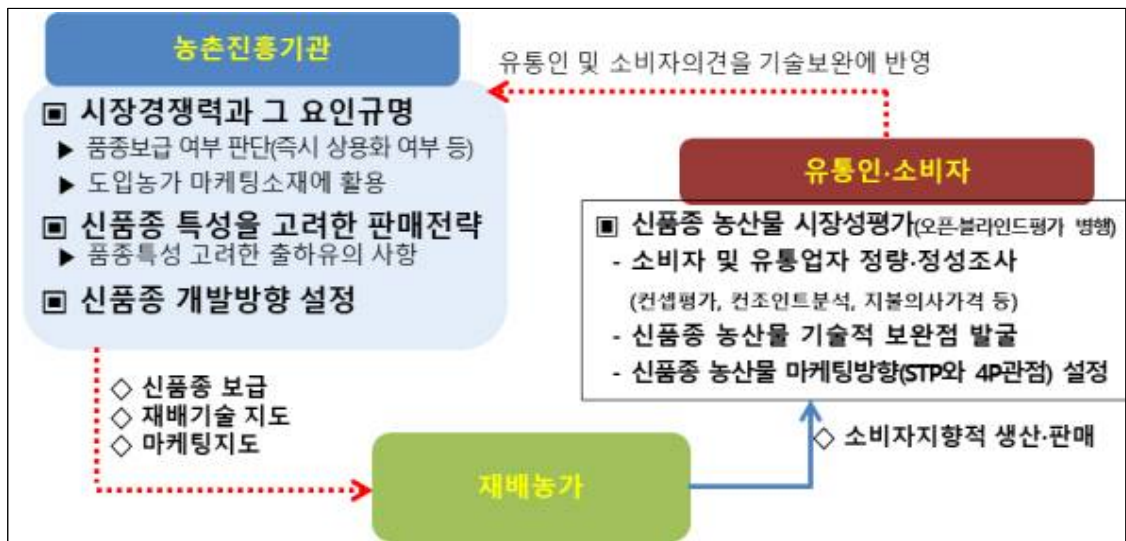 농촌진흥기관
유통인 및 소비자의견을 기술보완에 반영
▣ 시장경쟁력과 그 요인규명
▶ 품종보급 여부 판단(즉시 상용화 여부 등)
▶ 도입농가 마케팅소재에 활용
▣ 신품종 특성을 고려한 판매전략
▶ 품종특성 고려한 출하유의 사항
▣ 신품종 개발방향 설정
유통인·소비자
▣ 신품종 농산물 시장성평가(오픈·블라인드평가 병행)
- 소비자 및 유통업자 정량·정성조사
(컨셉평가, 컨조인트분석, 지불의사가격 등)
- 신품종 농산물 기술적 보완점 발굴
- 신품종 농산물 마케팅방향(STP와 4P관점) 설정
◇ 신품종 보급
◇ 재배기술 지도
◇ 마케팅지도
◇ 소비자지향적 생산·판매
재배농가